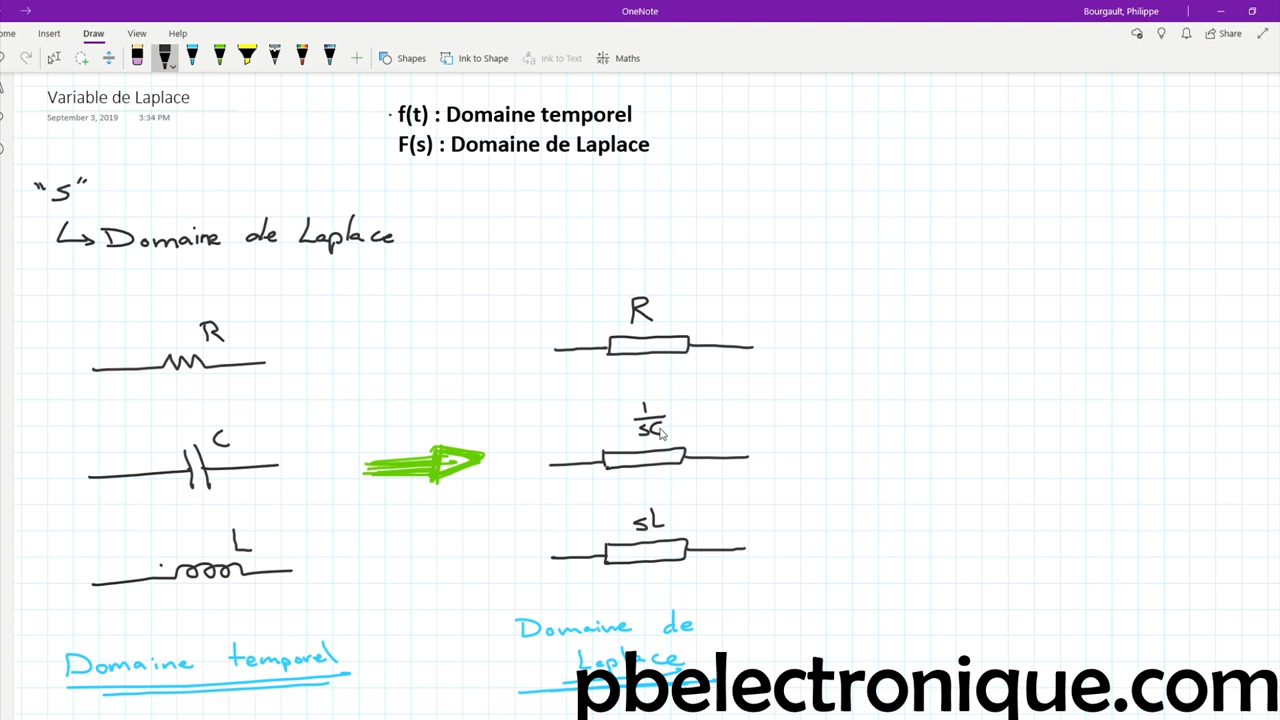 OneNote
Bourgault, Philippe
Insert Draw View Help
Share
Shapes Ink to Shape Ink to Text Maths
Variable de Laplace
September 3, 2019 3:34 PM
f(t) : Domaine temporel
F(s) : Domaine de Laplace
"s"
↳ Domaine de Laplace
R
R
C
1
sC
L
sL
Domaine temporel
Domaine de
Laplace
pbelectronique.com